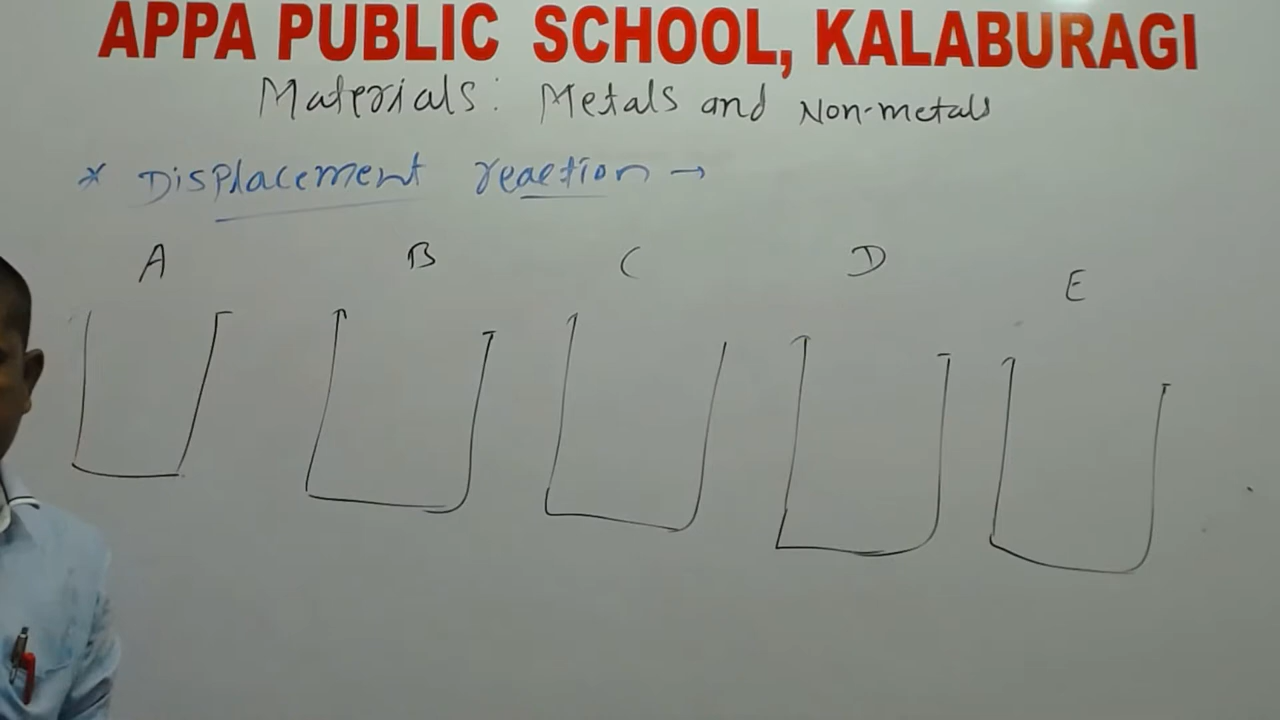 APPA PUBLIC SCHOOL, KALABURAGI
Materials: Metals and Non-metals
* Displacement reaction →
A B C D E